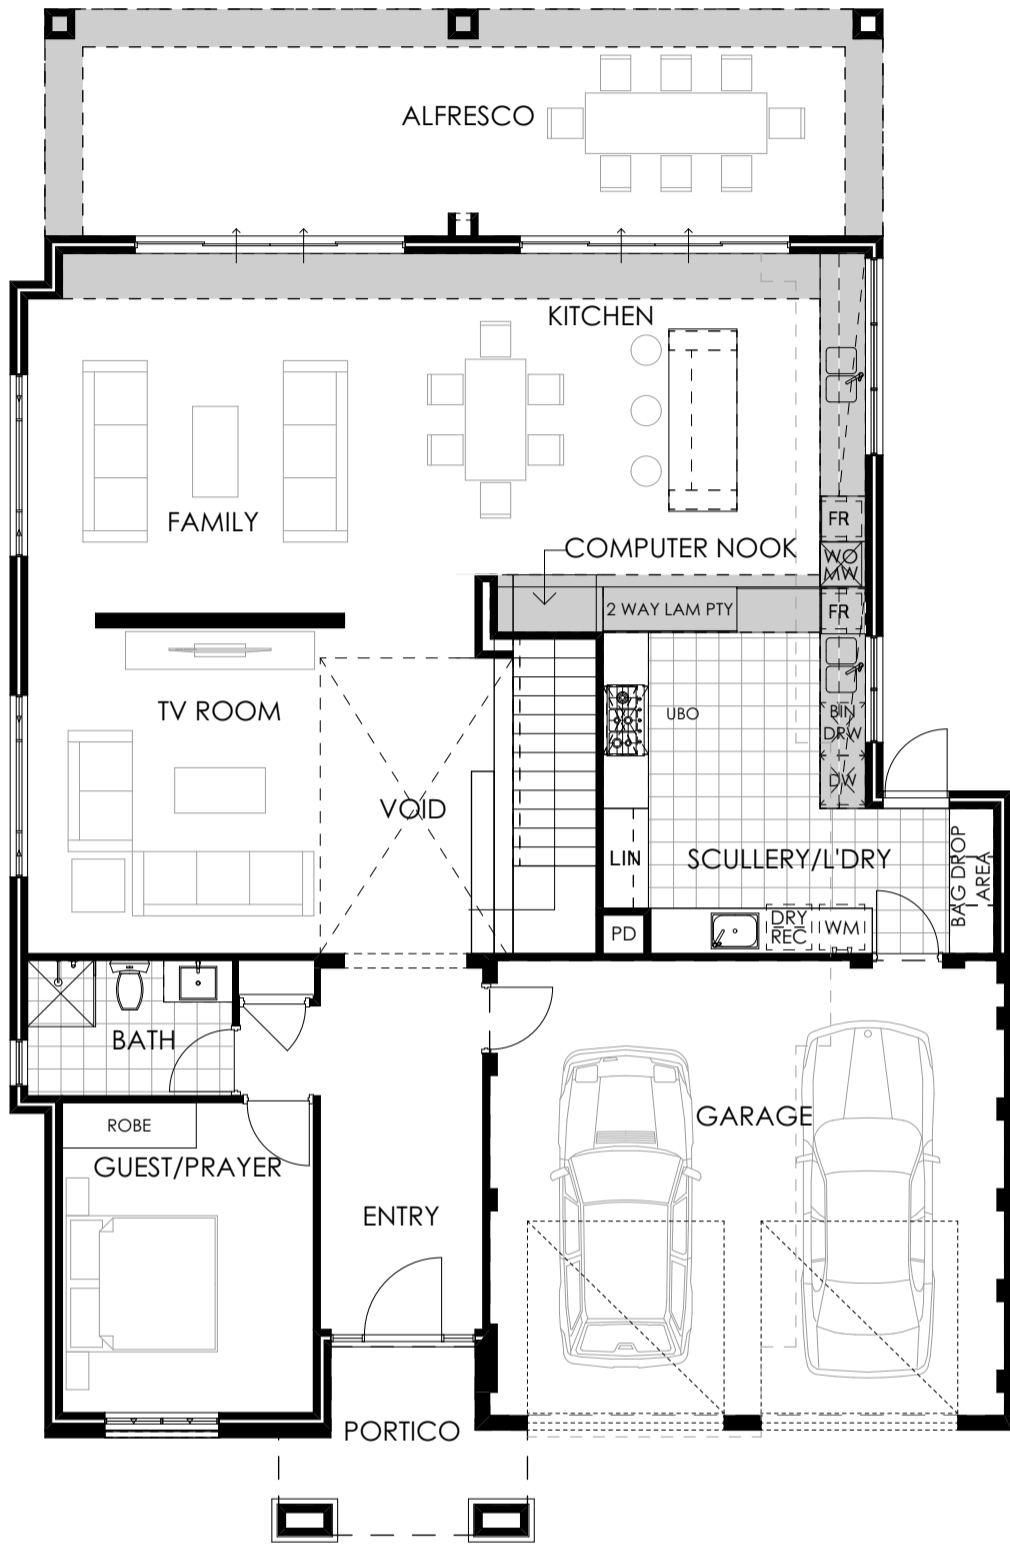 ALFRESCO
KITCHEN
FAMILY
FR
COMPUTER NOOK
WO
MW
2 WAY LAM PTY
FR
TV ROOM
UBO
BIN
DRW
DW
VOID
LIN
SCULLERY/L'DRY
BAG DROP
AREA
PD
DRY
REC
WM
BATH
ROBE
GARAGE
GUEST/PRAYER
ENTRY
PORTICO